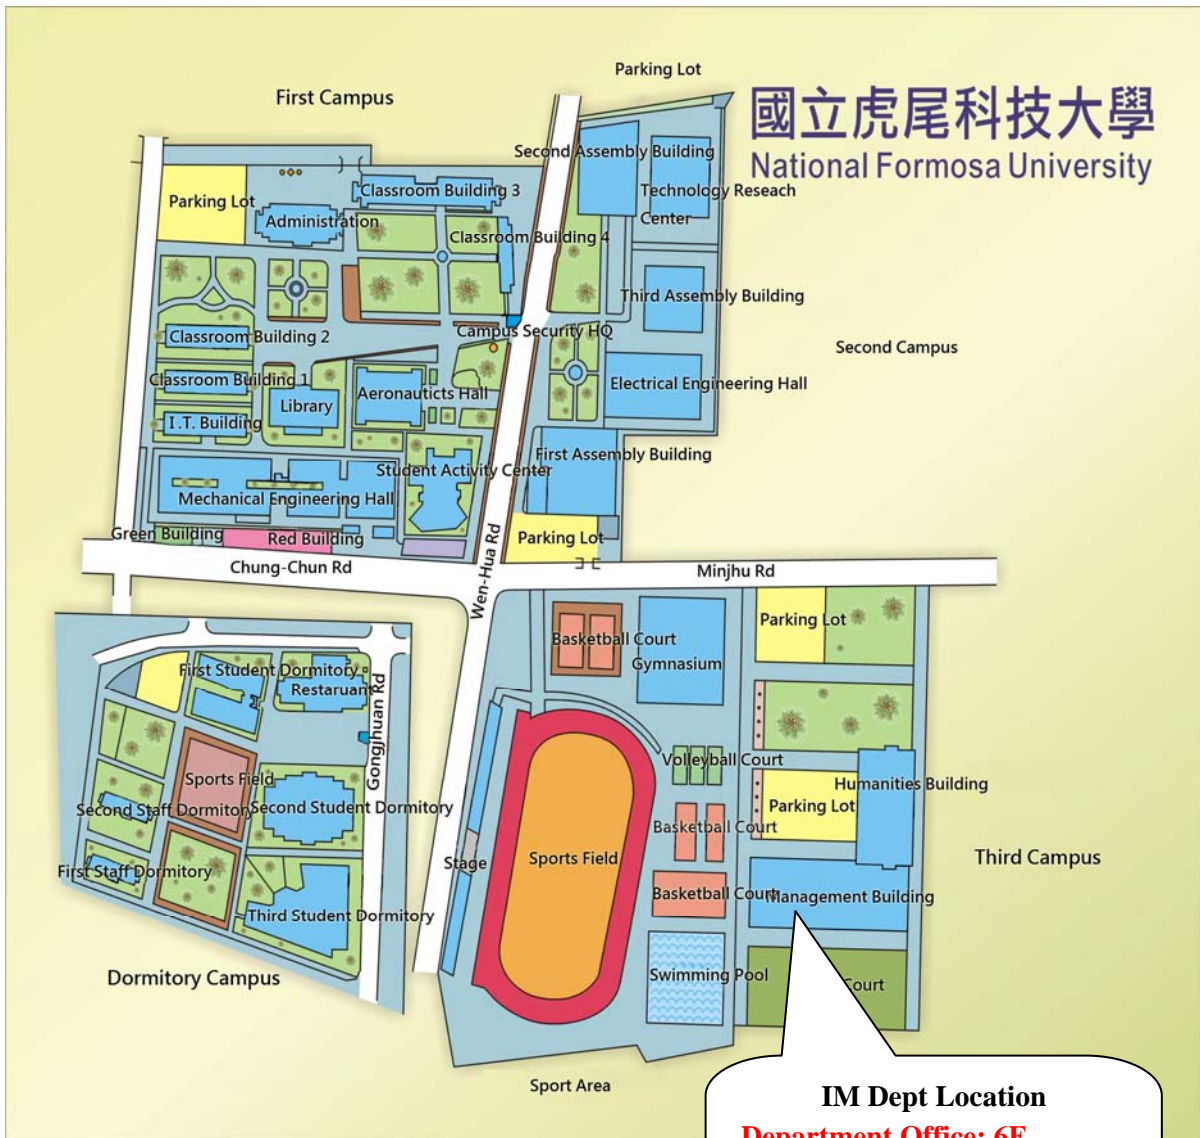 Parking Lot
First Campus
國立虎尾科技大學
National Formosa University
Second Assembly Building
Technology Reseach
Center
Classroom Building 3
Parking Lot
Administration
Classroom Building 4
Third Assembly Building
Classroom Building 2
Campus Security HQ
Second Campus
Classroom Building 1
Aeronauticts Hall
Electrical Engineering Hall
Library
I.T. Building
First Assembly Building
Student Activity Center
Mechanical Engineering Hall
Green Building
Red Building
Parking Lot
Wen-Hua Rd
Chung-Chun Rd
Minjhu Rd
Parking Lot
Basketball Court
Gymnasium
First Student Dormitory
Restaruant
Gongjhuan Rd
Volleyball Court
Sports Field
Humanities Building
Second Staff Dormitory
Second Student Dormitory
Parking Lot
Basketball Court
Stage
Sports Field
Third Campus
First Staff Dormitory
Basketball Court
Management Building
Third Student Dormitory
Dormitory Campus
Swimming Pool
Court
Sport Area
IM Dept Location
Department Office: 6F